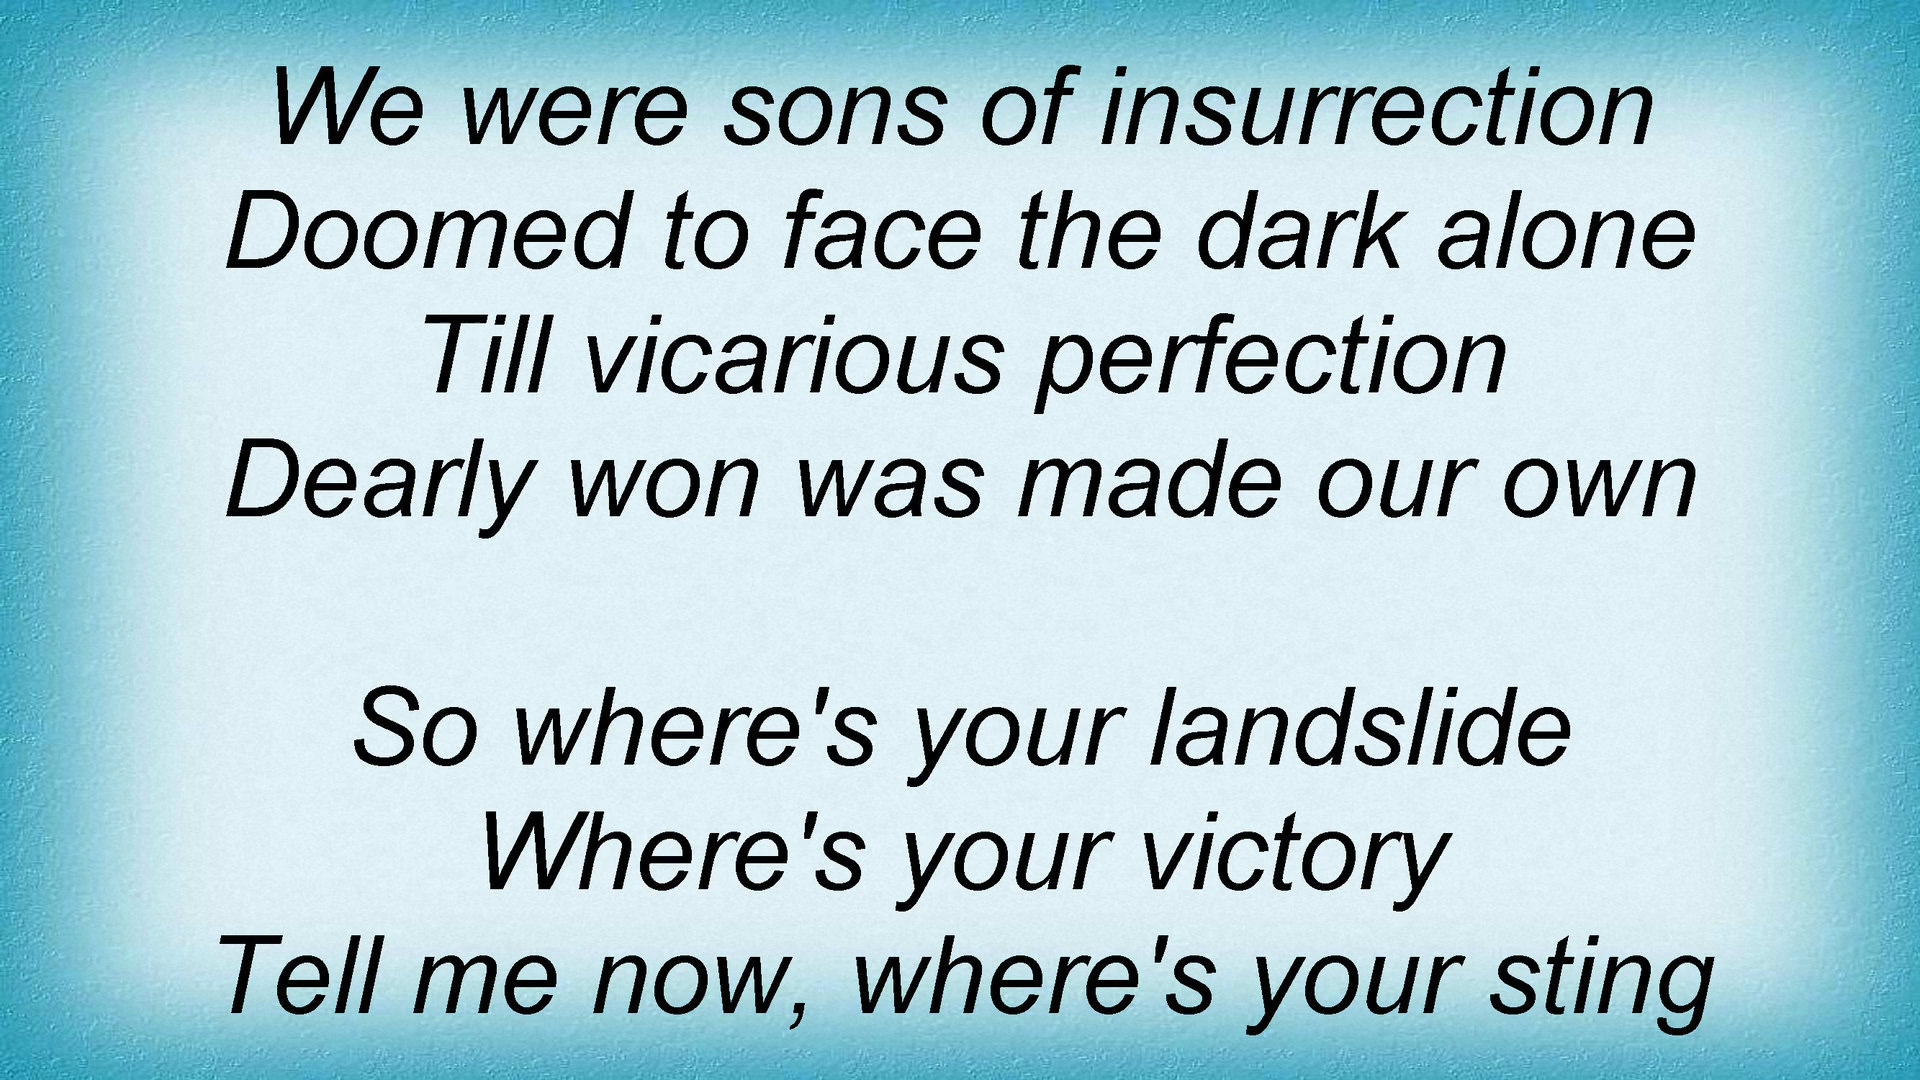 We were sons of insurrection
Doomed to face the dark alone
Till vicarious perfection
Dearly won was made our own
So where's your landslide
Where's your victory
Tell me now, where's your sting